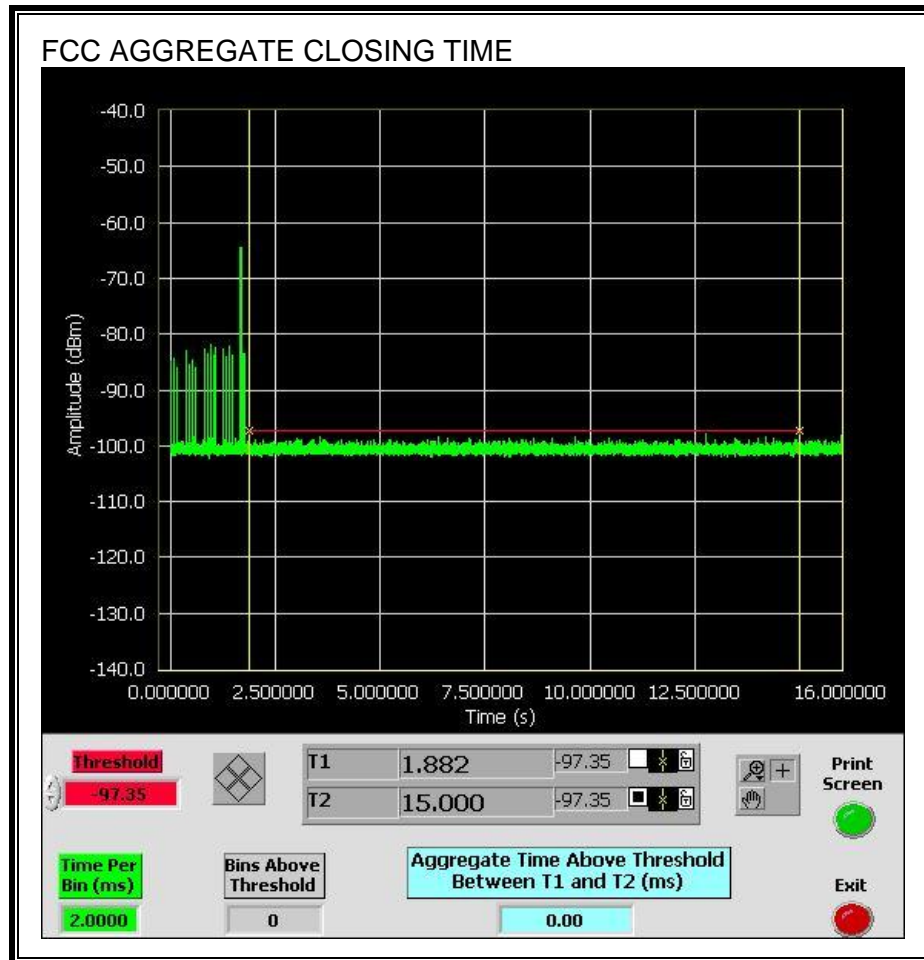 FCC AGGREGATE CLOSING TIME
-40.0
-50.0
-60.0
-70.0
-80.0
-90.0
-100.0
-110.0
-120.0
-130.0
-140.0
Amplitude (dBm)
0.000000 2.500000 5.000000 7.500000 10.000000 12.500000 16.000000
Time (s)
Threshold
-97.35
T1 1.882 -97.35
T2 15.000 -97.35
Print Screen
Time Per Bin (ms)
2.0000
Bins Above Threshold
0
Aggregate Time Above Threshold
Between T1 and T2 (ms)
0.00
Exit